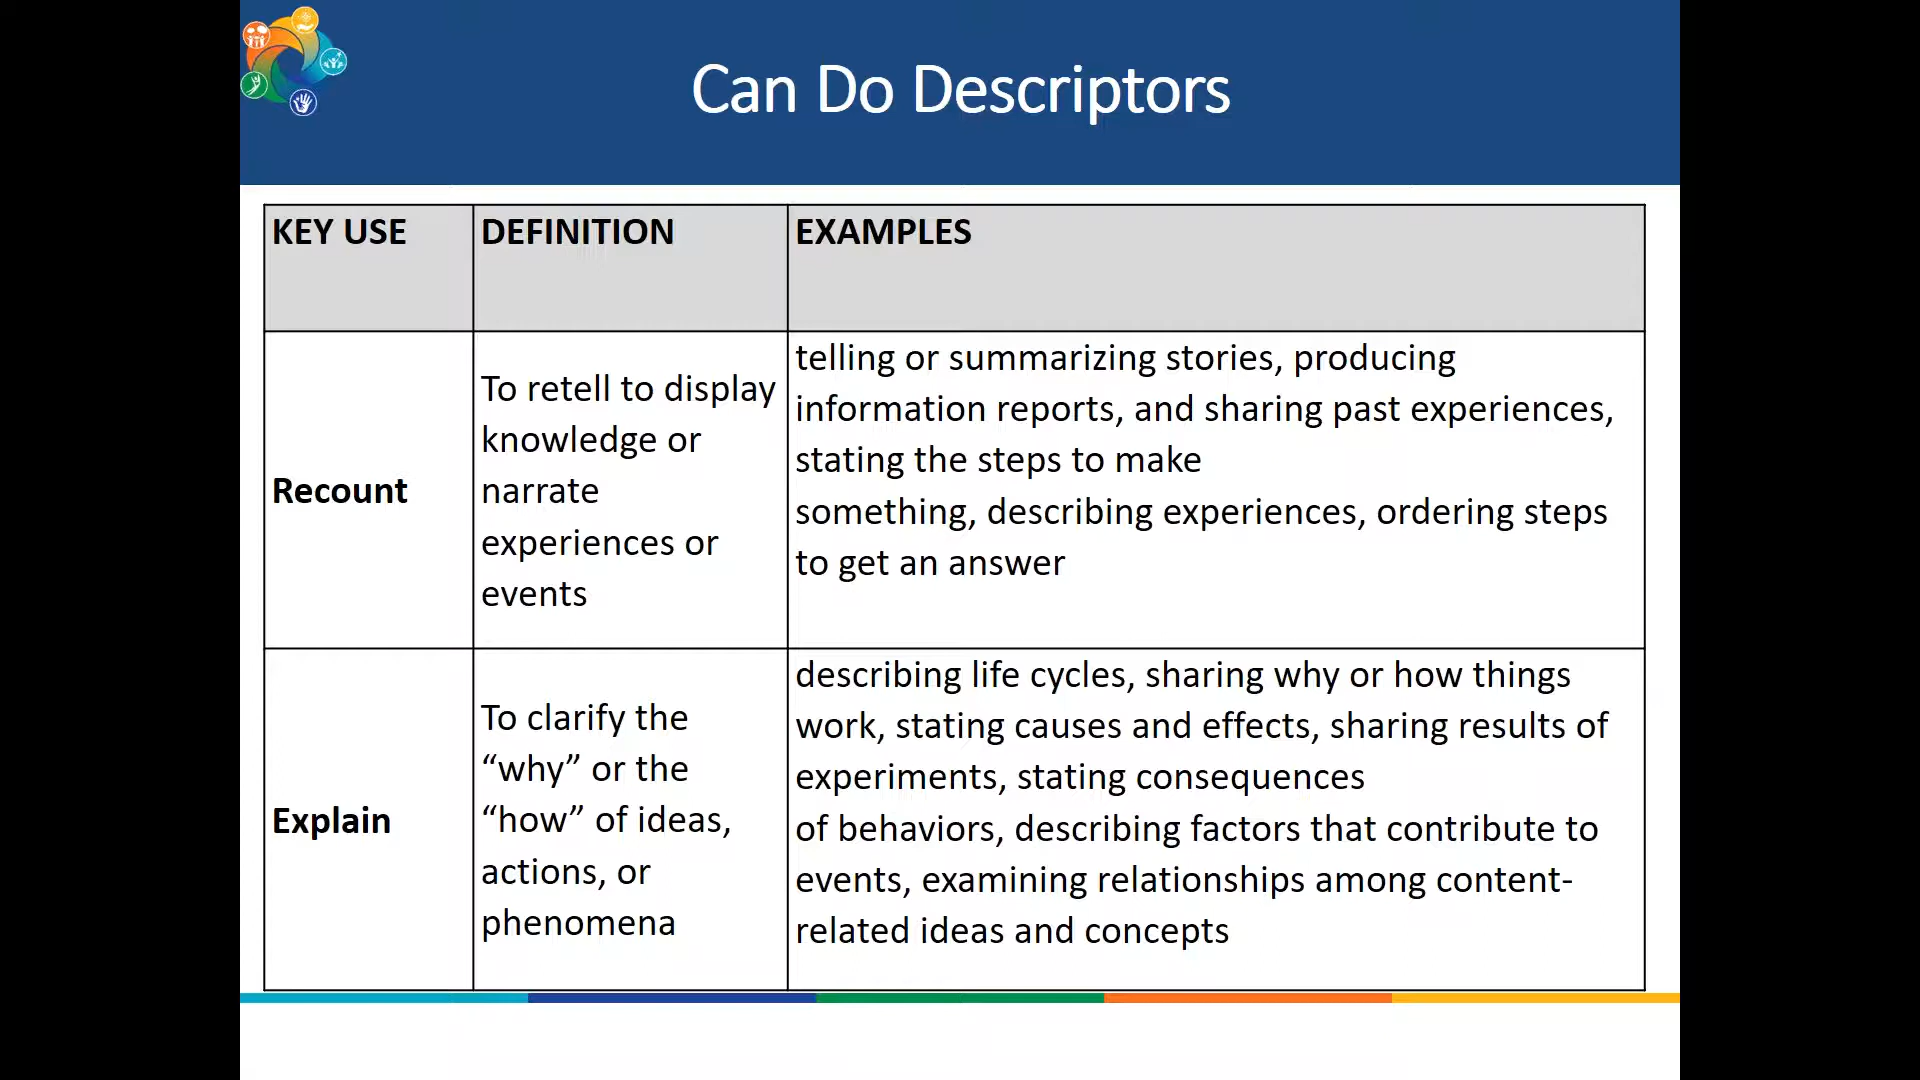 Can Do Descriptors
KEY USE
DEFINITION
EXAMPLES
Recount
To retell to display
knowledge or
narrate
experiences or
events
telling or summarizing stories, producing
information reports, and sharing past experiences,
stating the steps to make
something, describing experiences, ordering steps
to get an answer
Explain
To clarify the
“why” or the
“how” of ideas,
actions, or
phenomena
describing life cycles, sharing why or how things
work, stating causes and effects, sharing results of
experiments, stating consequences
of behaviors, describing factors that contribute to
events, examining relationships among content-
related ideas and concepts